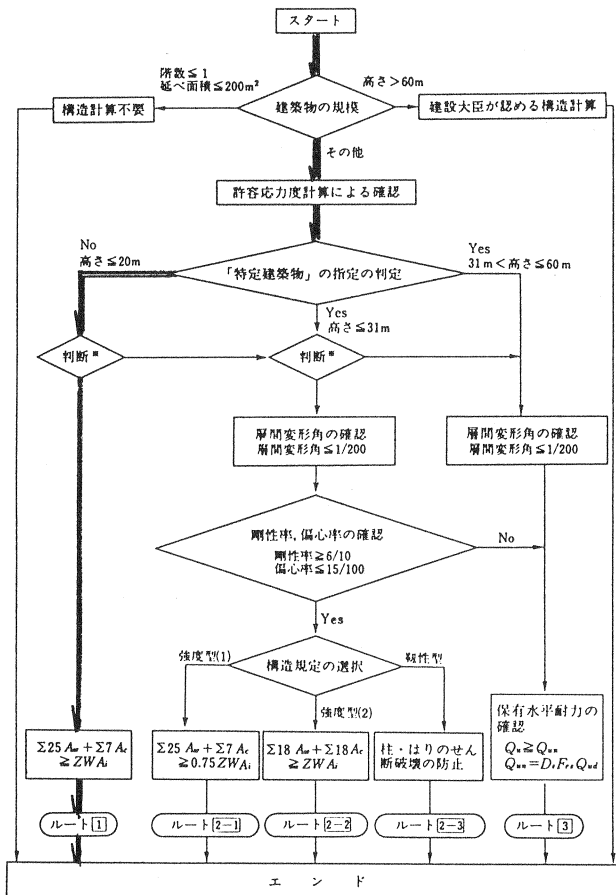 スタート
階数≦1
延べ面積≦200m²
高さ>60m
構造計算不要
建築物の規模
建設大臣が認める構造計算
その他
許容応力度計算による確認
No
高さ≦20m
「特定建築物」の指定の判定
Yes
31m<高さ≦60m
Yes
高さ≦31m
判断※
判断※
層間変形角の確認
層間変形角≦1/200
層間変形角の確認
層間変形角≦1/200
剛性率,偏心率の確認
剛性率≧6/10
偏心率≦15/100
No
Yes
強度型(1)
構造規定の選択
靱性型
強度型(2)
Σ25 Aw + Σ7 Ac
≧ZWAi
Σ25 Aw + Σ7 Ac
≧0.75 ZWAi
Σ18 Aw + Σ18 Ac
≧ZWAi
柱・はりのせん
断破壊の防止
保有水平耐力
の確認
Qu≧Qun
Qun=DsFesQud
ルート1
ルート2-1
ルート2-2
ルート2-3
ルート3
エンド